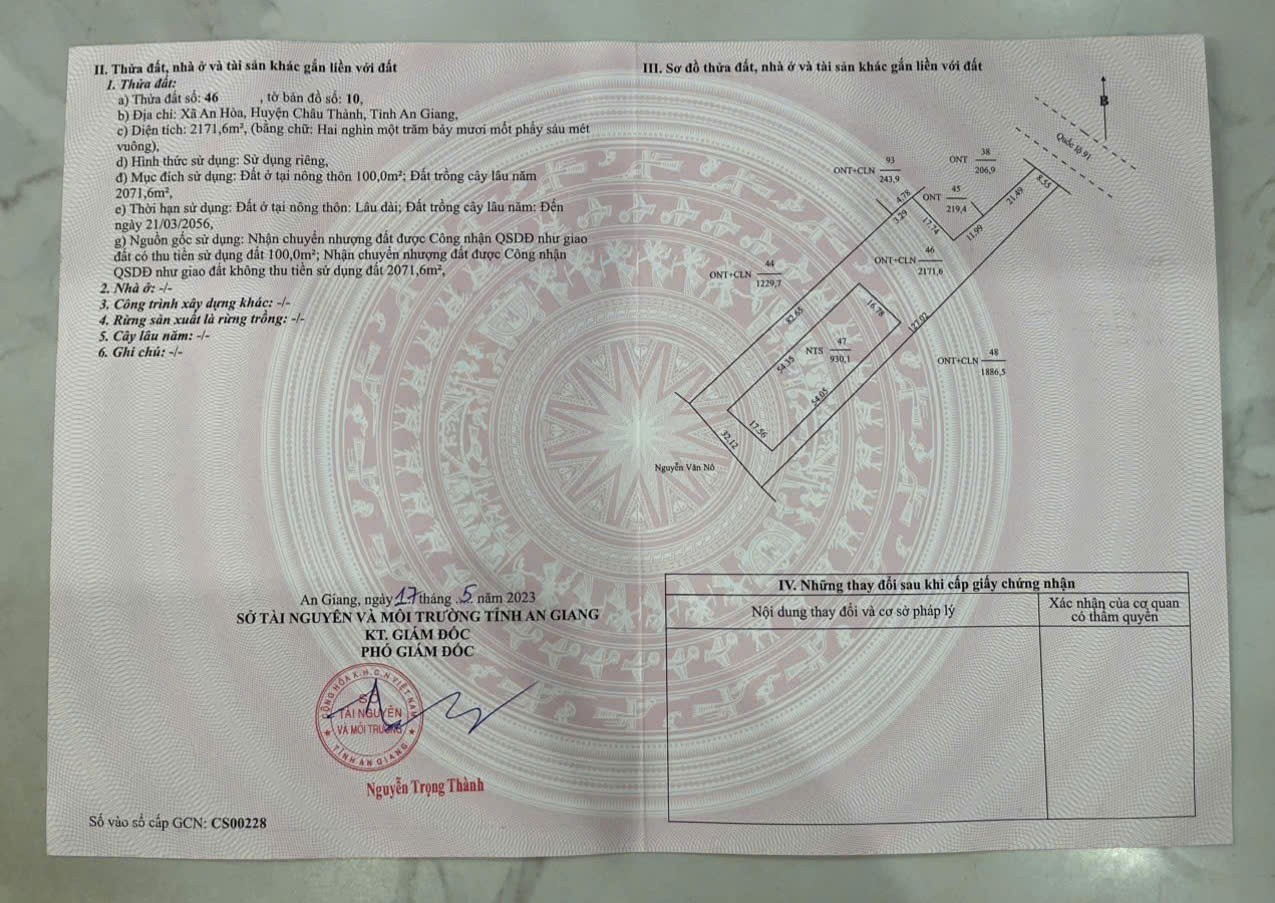 II. Thửa đất, nhà ở và tài sản khác gắn liền với đất
1. Thửa đất:
a) Thửa đất số: 46 , tờ bản đồ số: 10,
b) Địa chỉ: Xã An Hòa, Huyện Châu Thành, Tỉnh An Giang,
c) Diện tích: 2171,6m², (bằng chữ: Hai nghìn một trăm bảy mươi mốt phẩy sáu mét
vuông),
d) Hình thức sử dụng: Sử dụng riêng,
đ) Mục đích sử dụng: Đất ở tại nông thôn 100,0m²; Đất trồng cây lâu năm
2071,6m²,
e) Thời hạn sử dụng: Đất ở tại nông thôn: Lâu dài; Đất trồng cây lâu năm: Đến
ngày 21/03/2056,
g) Nguồn gốc sử dụng: Nhận chuyển nhượng đất được Công nhận QSDĐ như giao
đất có thu tiền sử dụng đất 100,0m²; Nhận chuyển nhượng đất được Công nhận
QSDĐ như giao đất không thu tiền sử dụng đất 2071,6m²,
2. Nhà ở: -/-
3. Công trình xây dựng khác: -/-
4. Rừng sản xuất là rừng trồng: -/-
5. Cây lâu năm: -/-
6. Ghi chú: -/-
An Giang, ngày 17 tháng 5 năm 2023
SỞ TÀI NGUYÊN VÀ MÔI TRƯỜNG TỈNH AN GIANG
KT. GIÁM ĐỐC
PHÓ GIÁM ĐỐC
CỘNG HÒA X.H.C.N VIỆT NAM
SỞ
TÀI NGUYÊN
VÀ MÔI TRƯỜNG
TỈNH AN GIANG
Nguyễn Trọng Thành
Số vào sổ cấp GCN: CS00228
III. Sơ đồ thửa đất, nhà ở và tài sản khác gắn liền với đất
B
Quốc lộ 91
ONT 38
206,9
ONT+CLN 93
243,9
ONT 45
219,4
4.78
3.29
17.74
11.99
21.49
8.55
ONT+CLN 46
2171,6
ONT+CLN 44
1229,7
82.65
16.78
127.02
NTS 47
930,1
54.35
54.05
ONT+CLN 48
1886,5
17.56
32.12
Nguyễn Văn Nô
IV. Những thay đổi sau khi cấp giấy chứng nhận
Nội dung thay đổi và cơ sở pháp lý
Xác nhận của cơ quan
có thẩm quyền